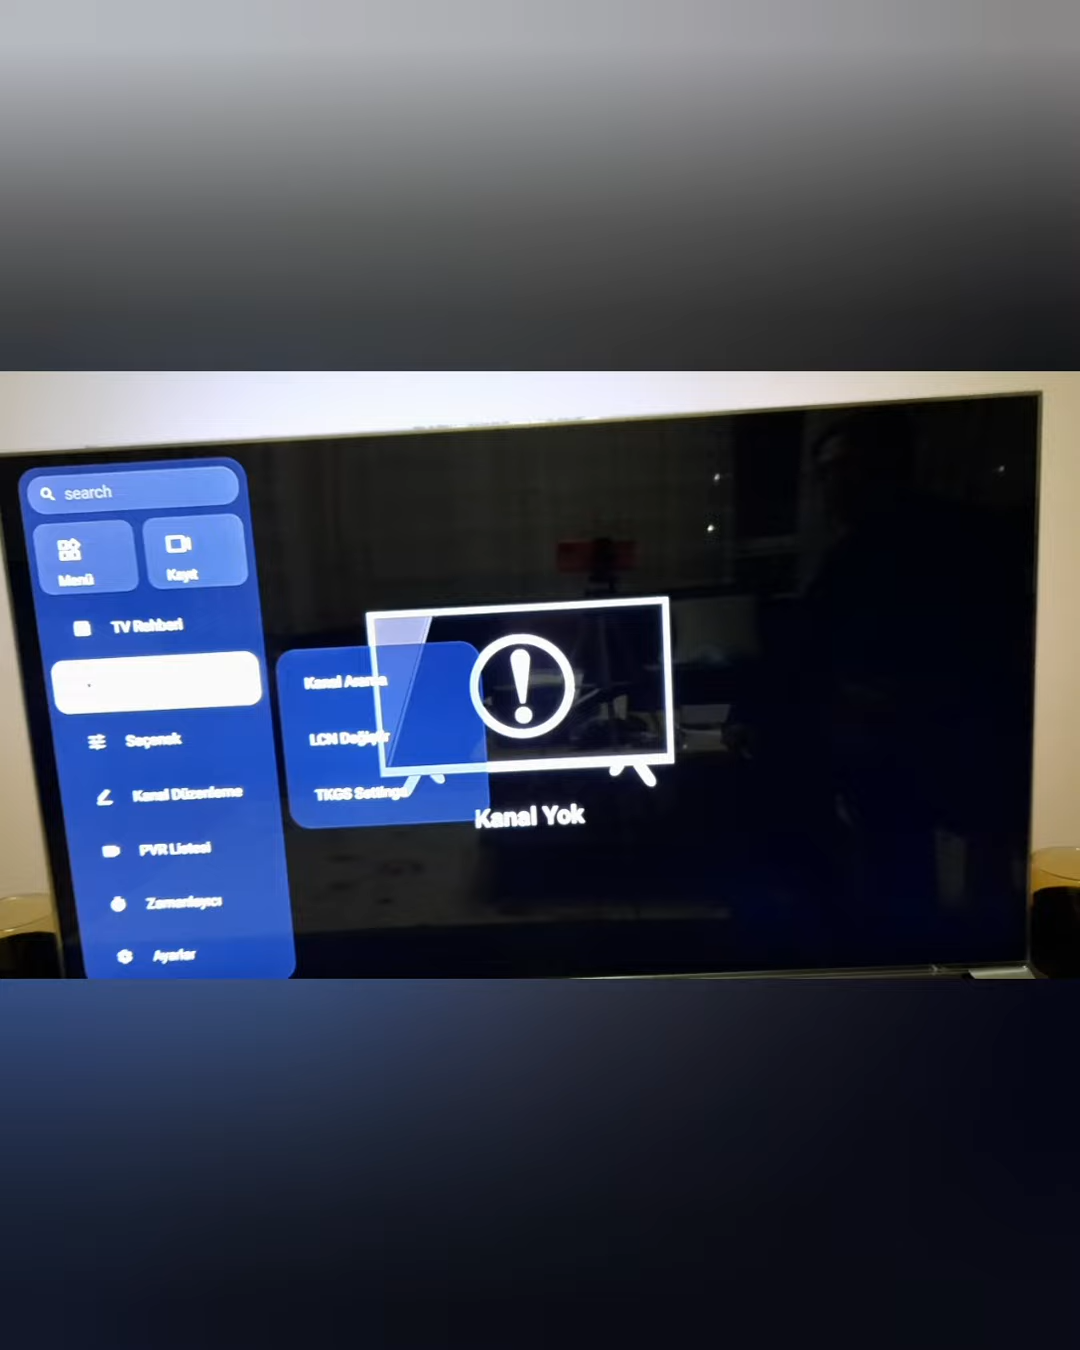 search
Menü
Kayıt
TV Rehberi
Seçenek
Kanal Düzenleme
PVR Listesi
Zamanlayıcı
Ayarlar
Kanal Arama
LCN Değiştir
TKGS Settings
Kanal Yok